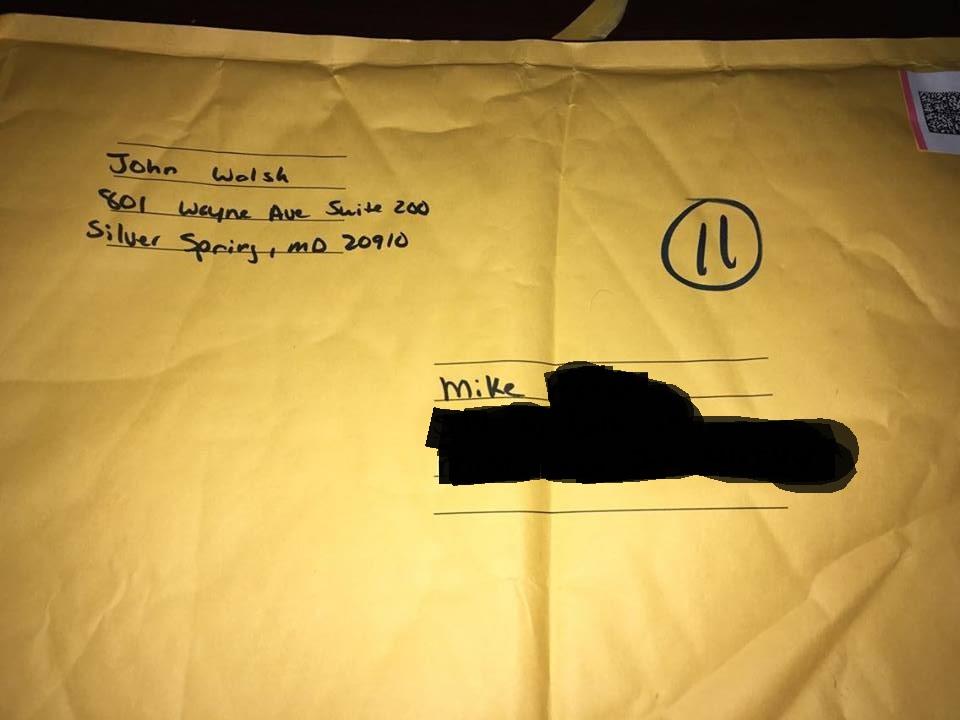 John Walsh
801 Wayne Ave Suite 200
Silver Spring, MD 20910
11
Mike